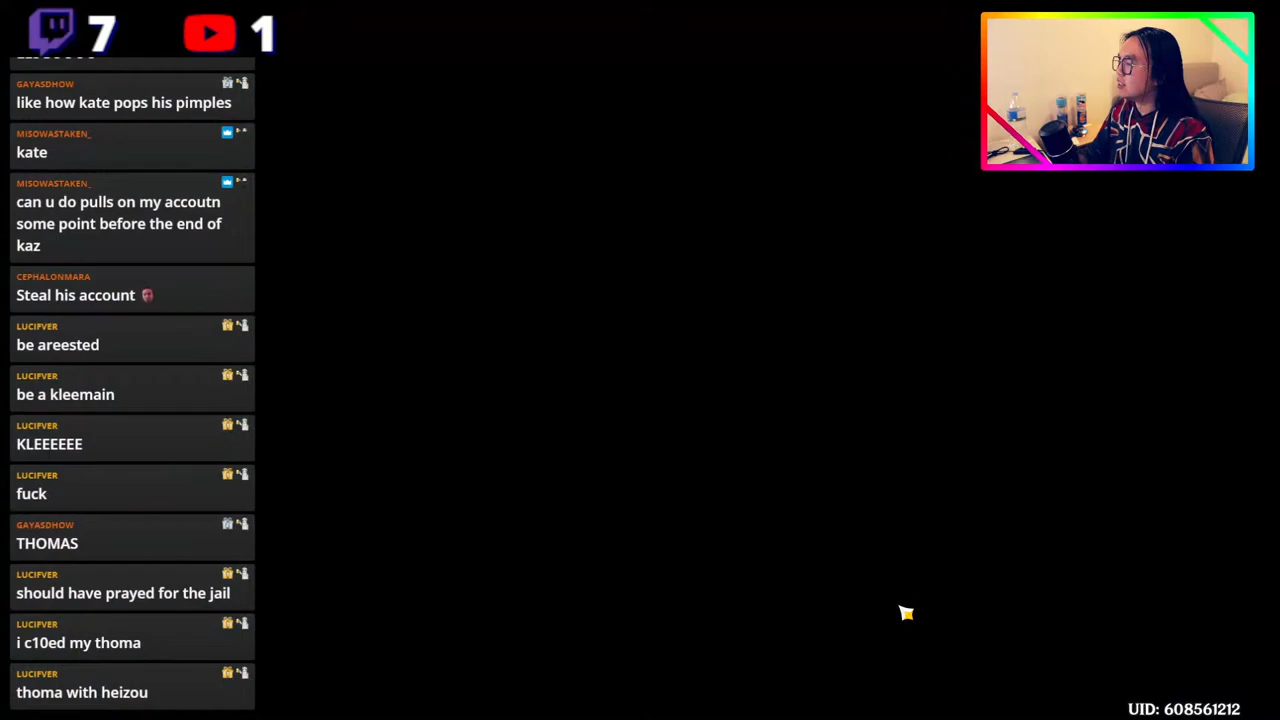 7
1
GAYASDHOW
like how kate pops his pimples
MISOWASTAKEN_
kate
MISOWASTAKEN_
can u do pulls on my accoutn
some point before the end of
kaz
CEPHALONMARA
Steal his account
LUCIFVER
be areested
LUCIFVER
be a kleemain
LUCIFVER
KLEEEEEE
LUCIFVER
fuck
GAYASDHOW
THOMAS
LUCIFVER
should have prayed for the jail
LUCIFVER
i c10ed my thoma
LUCIFVER
thoma with heizou
UID: 608561212